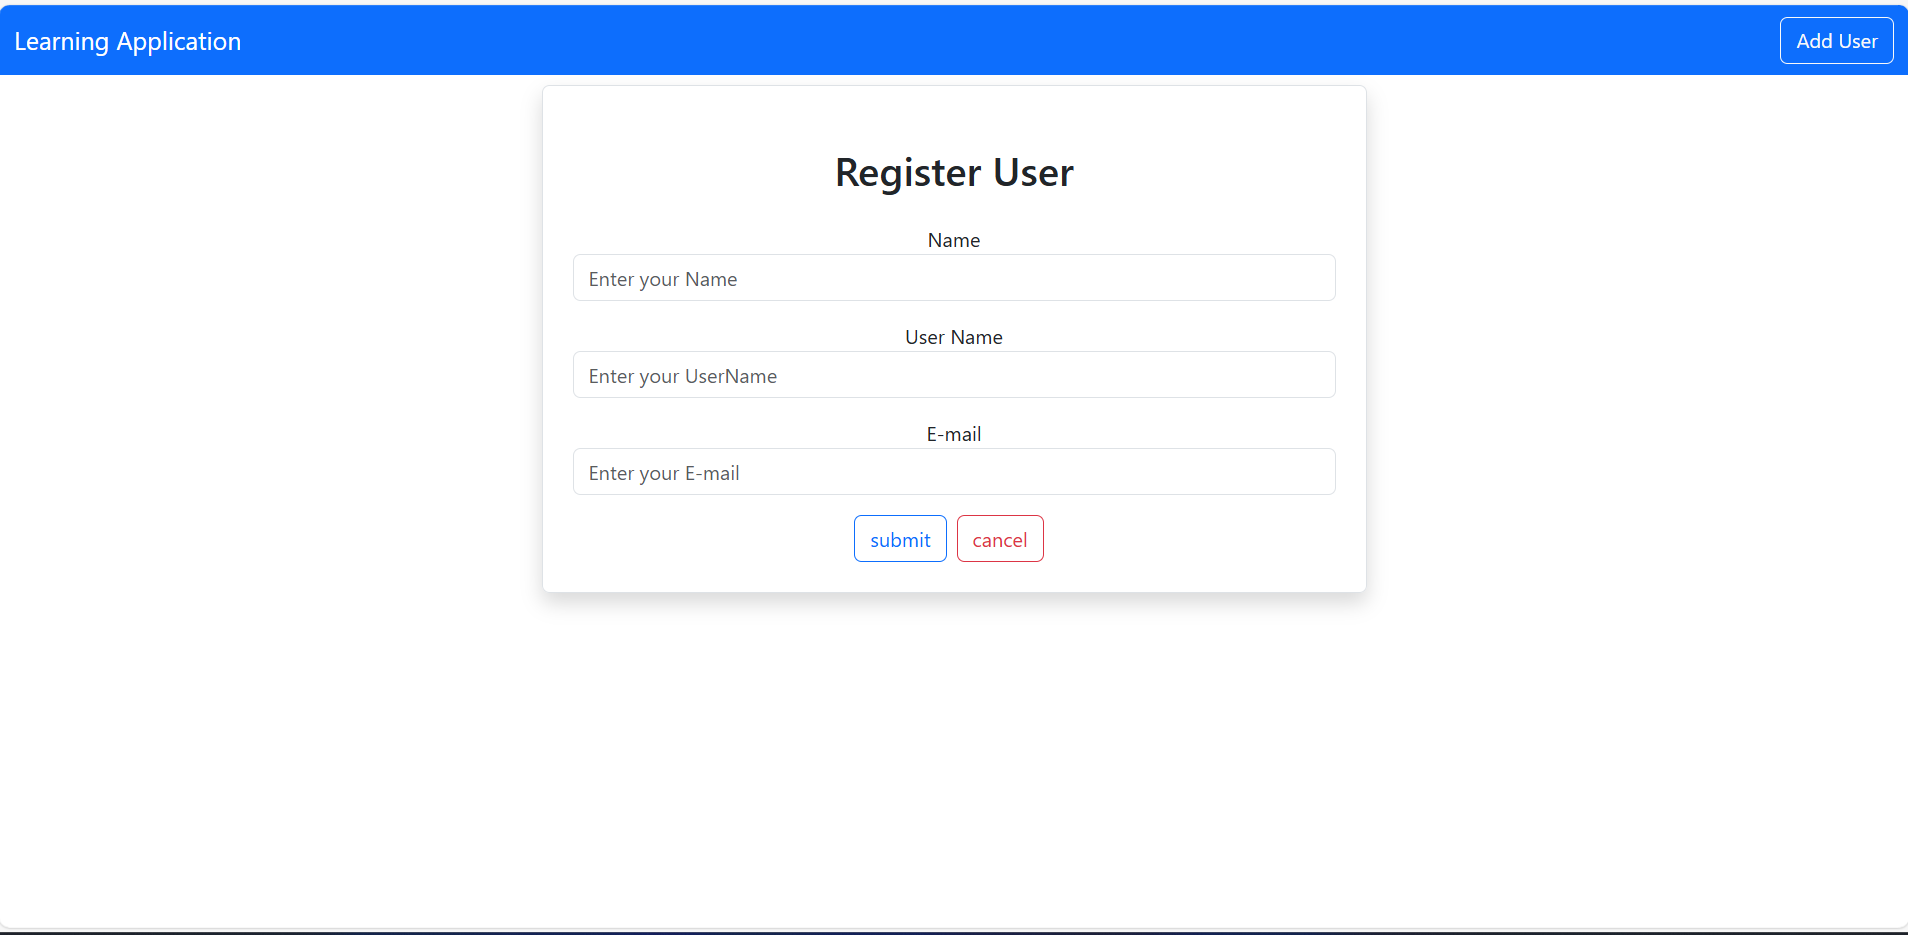 Learning Application
Add User
Register User
Name
Enter your Name
User Name
Enter your UserName
E-mail
Enter your E-mail
submit cancel